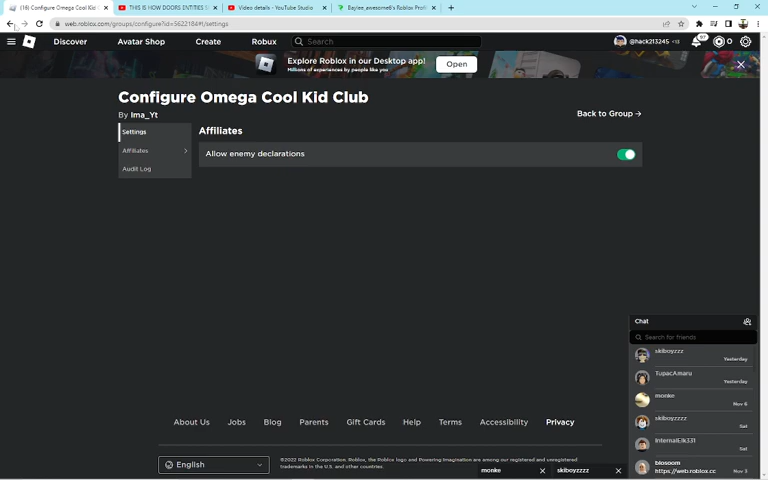 (16) Configure Omega Cool Kid
THIS IS HOW DOORS ENTITIES S
Video details - YouTube Studio
Baylee_awesome6's Roblox Prof
web.roblox.com/groups/configure?id=5622184#!/settings
Discover
Avatar Shop
Create
Robux
Search
@hack213245 <13
97
0
Explore Roblox in our Desktop app!
Millions of experiences by people like you
Open
Configure Omega Cool Kid Club
By Ima_Yt
Back to Group
Settings
Affiliates
Audit Log
Affiliates
Allow enemy declarations
Chat
Search for friends
skiboyzzz
Yesterday
TupacAmaru
Yesterday
monke
Nov 6
skiboyzzzz
Sat
InternalElk331
Sat
blosoom
https://web.roblox.cc
Nov 3
About Us
Jobs
Blog
Parents
Gift Cards
Help
Terms
Accessibility
Privacy
English
©2022 Roblox Corporation. Roblox, the Roblox logo and Powering Imagination are among our registered and unregistered
trademarks in the U.S. and other countries.
monke
skiboyzzzz